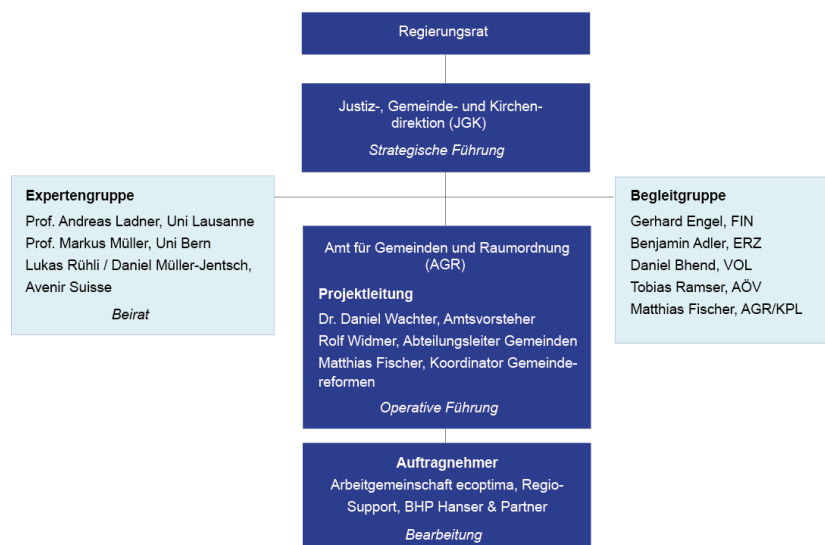 Regierungsrat
Justiz-, Gemeinde- und Kirchen-
direktion (JGK)
Strategische Führung
Expertengruppe
Prof. Andreas Ladner, Uni Lausanne
Prof. Markus Müller, Uni Bern
Lukas Rühli / Daniel Müller-Jentsch,
Avenir Suisse
Beirat
Begleitgruppe
Gerhard Engel, FIN
Benjamin Adler, ERZ
Daniel Bhend, VOL
Tobias Ramser, AÖV
Matthias Fischer, AGR/KPL
Amt für Gemeinden und Raumordnung
(AGR)
Projektleitung
Dr. Daniel Wachter, Amtsvorsteher
Rolf Widmer, Abteilungsleiter Gemeinden
Matthias Fischer, Koordinator Gemeinde-
reformen
Operative Führung
Auftragnehmer
Arbeitgemeinschaft ecoptima, Regio-
Support, BHP Hanser & Partner
Bearbeitung